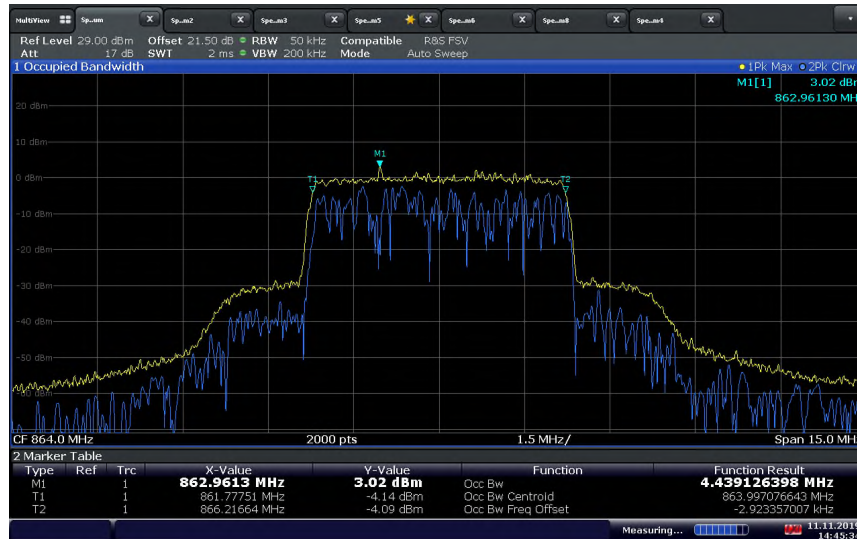 MultiView Sp...um X Sp...m2 X Spe...m3 X Spe...m5 X Spe...m6 X Spe...m8 X Spe...m4 X
Ref Level 29.00 dBm Offset 21.50 dB RBW 50 kHz Compatible R&S FSV
Att 17 dB SWT 2 ms VBW 200 kHz Mode Auto Sweep
1 Occupied Bandwidth 1Pk Max 2Pk Clrw
M1[1] 3.02 dBm
862.96130 MH
20 dBm
10 dBm
M1
0 dBm T1 T2
-10 dBm
-20 dBm
-30 dBm
-40 dBm
-50 dBm
-60 dBm
CF 864.0 MHz 2000 pts 1.5 MHz/ Span 15.0 MH
2 Marker Table
Type Ref Trc X-Value Y-Value Function Function Result
M1 1 862.9613 MHz 3.02 dBm Occ Bw 4.439126398 MHz
T1 1 861.77751 MHz -4.14 dBm Occ Bw Centroid 863.997076643 MHz
T2 1 866.21664 MHz -4.09 dBm Occ Bw Freq Offset -2.923357007 kHz
Measuring... 11.11.2019
14:45:34